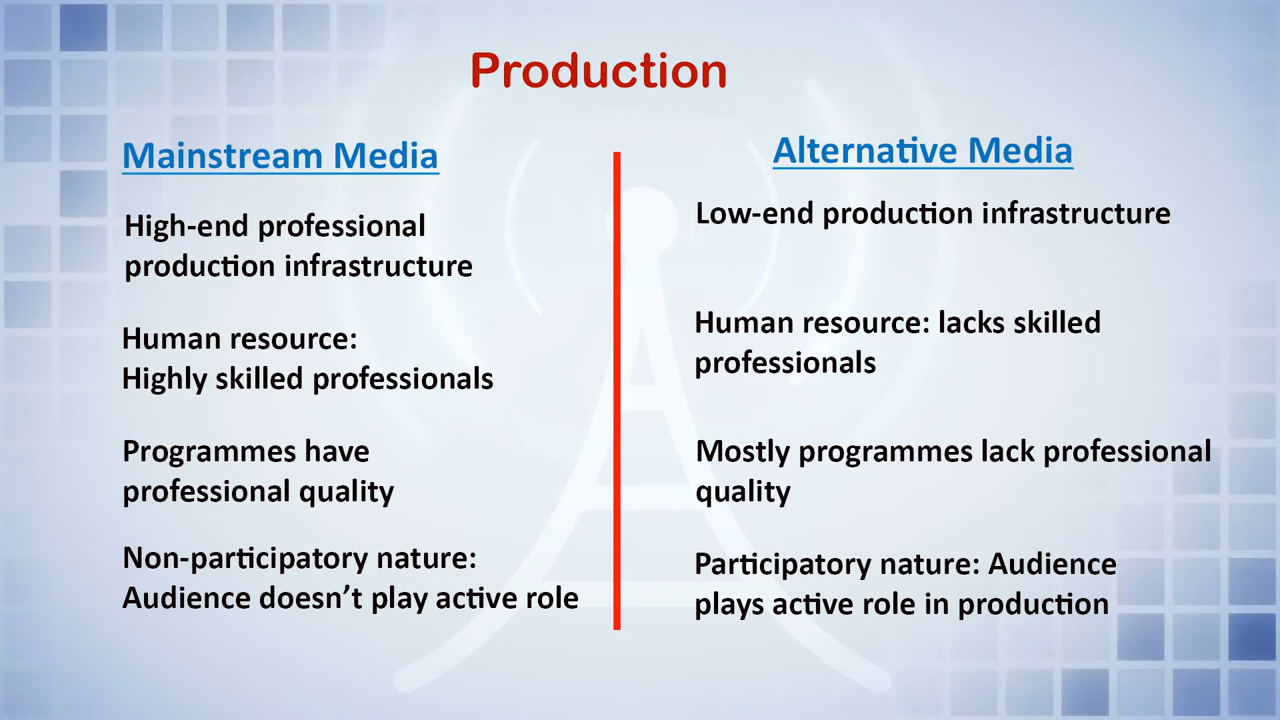 Production
Mainstream Media
High-end professional
production infrastructure
Human resource:
Highly skilled professionals
Programmes have
professional quality
Non-participatory nature:
Audience doesn’t play active role
Alternative Media
Low-end production infrastructure
Human resource: lacks skilled
professionals
Mostly programmes lack professional
quality
Participatory nature: Audience
plays active role in production